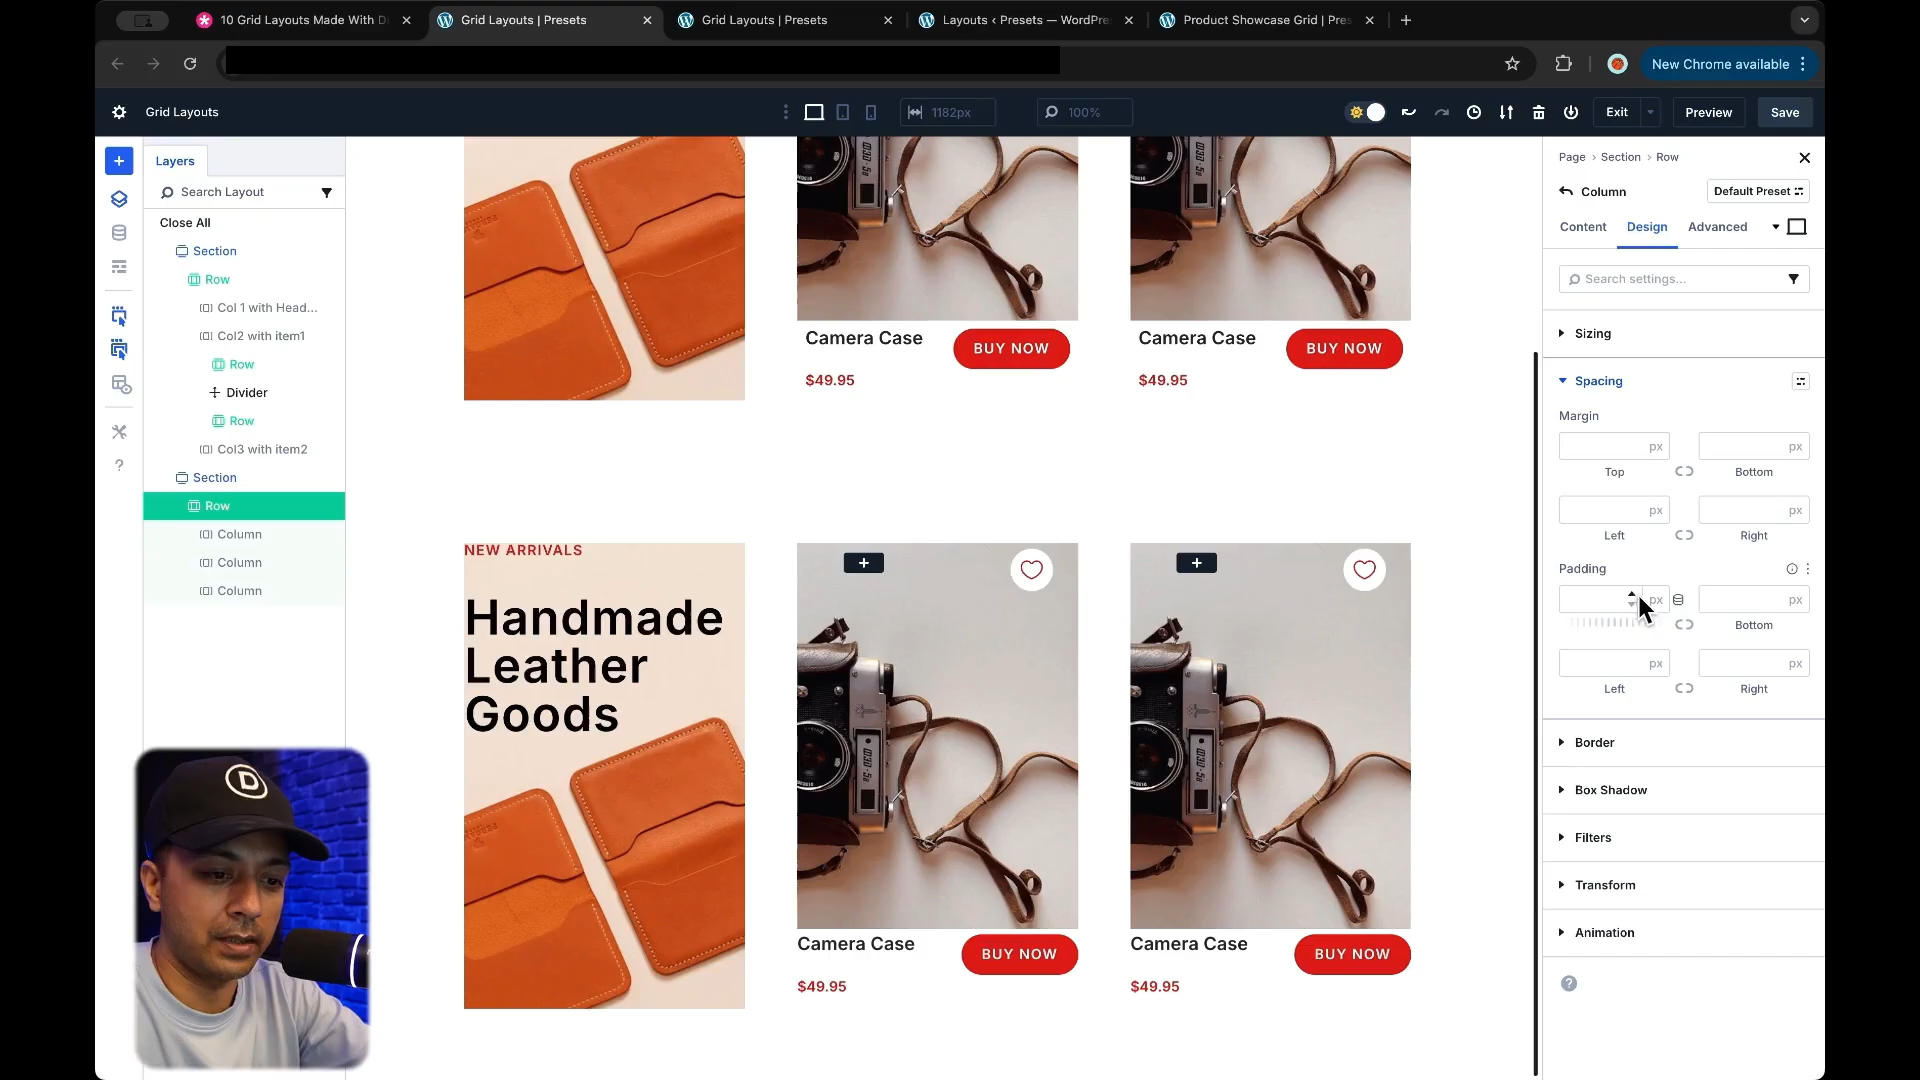 10 Grid Layouts Made With D
Grid Layouts | Presets
Grid Layouts | Presets
Layouts ‹ Presets — WordPre
Product Showcase Grid | Pres
New Chrome available
Grid Layouts
1182px
100%
Exit
Preview
Save
Layers
Search Layout
Close All
Section
Row
Col 1 with Head...
Col2 with item1
Row
Divider
Row
Col3 with item2
Section
Row
Column
Column
Column
Camera Case
BUY NOW
$49.95
Camera Case
BUY NOW
$49.95
NEW ARRIVALS
Handmade
Leather
Goods
Camera Case
BUY NOW
$49.95
Camera Case
BUY NOW
$49.95
Page › Section › Row
Column
Default Preset
Content
Design
Advanced
Search settings...
Sizing
Spacing
Margin
px
px
Top
Bottom
px
px
Left
Right
Padding
px
px
Bottom
px
px
Left
Right
Border
Box Shadow
Filters
Transform
Animation
D